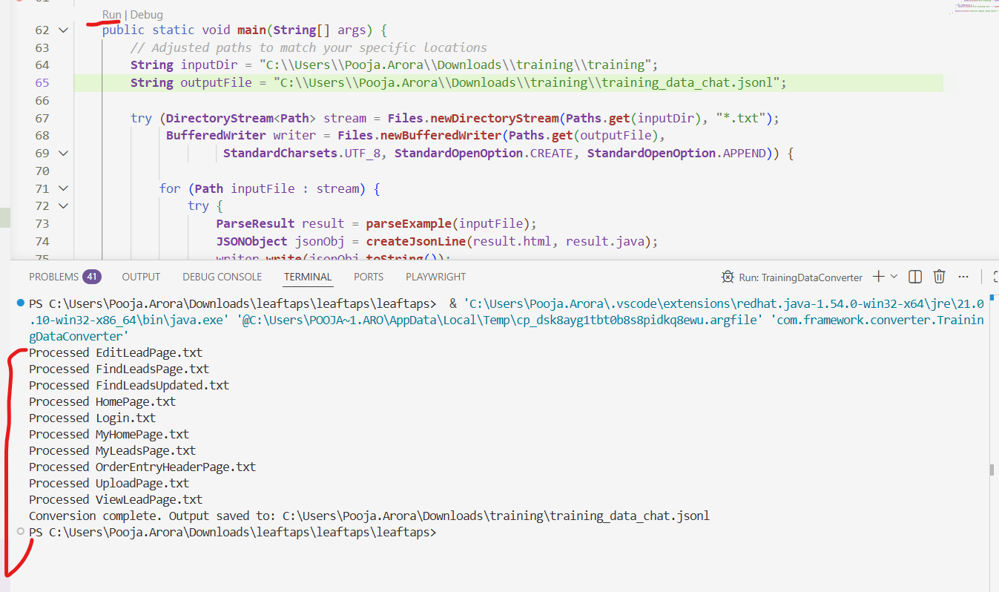 Run | Debug
62 public static void main(String[] args) {
63 // Adjusted paths to match your specific locations
64 String inputDir = "C:\\Users\\Pooja.Arora\\Downloads\\training\\training";
65 String outputFile = "C:\\Users\\Pooja.Arora\\Downloads\\training\\training_data_chat.jsonl";
66
67 try (DirectoryStream<Path> stream = Files.newDirectoryStream(Paths.get(inputDir), "*.txt");
68 BufferedWriter writer = Files.newBufferedWriter(Paths.get(outputFile),
69 StandardCharsets.UTF_8, StandardOpenOption.CREATE, StandardOpenOption.APPEND)) {
70
71 for (Path inputFile : stream) {
72 try {
73 ParseResult result = parseExample(inputFile);
74 JSONObject jsonObj = createJsonLine(result.html, result.java);
75 writer.write(jsonObj.toString());
PROBLEMS 41 OUTPUT DEBUG CONSOLE TERMINAL PORTS PLAYWRIGHT Run: TrainingDataConverter
PS C:\Users\Pooja.Arora\Downloads\leaftaps\leaftaps\leaftaps> & 'C:\Users\Pooja.Arora\.vscode\extensions\redhat.java-1.54.0-win32-x64\jre\21.0
.10-win32-x86_64\bin\java.exe' '@C:\Users\POOJA~1.ARO\AppData\Local\Temp\cp_dsk8ayg1tbt0b8s8pidkq8ewu.argfile' 'com.framework.converter.Trainin
gDataConverter'
Processed EditLeadPage.txt
Processed FindLeadsPage.txt
Processed FindLeadsUpdated.txt
Processed HomePage.txt
Processed Login.txt
Processed MyHomePage.txt
Processed MyLeadsPage.txt
Processed OrderEntryHeaderPage.txt
Processed UploadPage.txt
Processed ViewLeadPage.txt
Conversion complete. Output saved to: C:\Users\Pooja.Arora\Downloads\training\training_data_chat.jsonl
PS C:\Users\Pooja.Arora\Downloads\leaftaps\leaftaps\leaftaps>